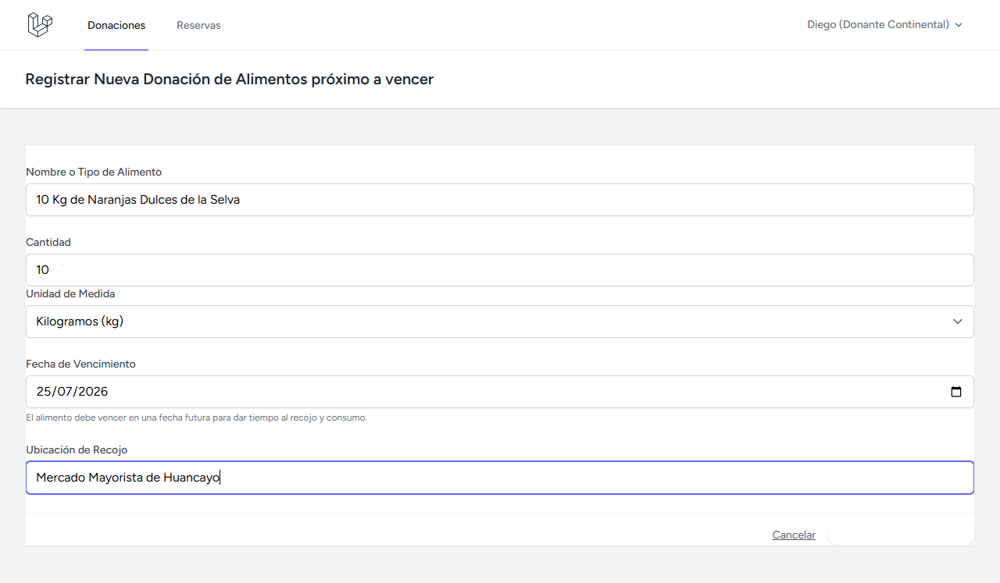 Donaciones
Reservas
Diego (Donante Continental)
Registrar Nueva Donación de Alimentos próximo a vencer
Nombre o Tipo de Alimento
10 Kg de Naranjas Dulces de la Selva
Cantidad
10
Unidad de Medida
Kilogramos (kg)
Fecha de Vencimiento
25/07/2026
El alimento debe vencer en una fecha futura para dar tiempo al recojo y consumo.
Ubicación de Recojo
Mercado Mayorista de Huancayo
Cancelar